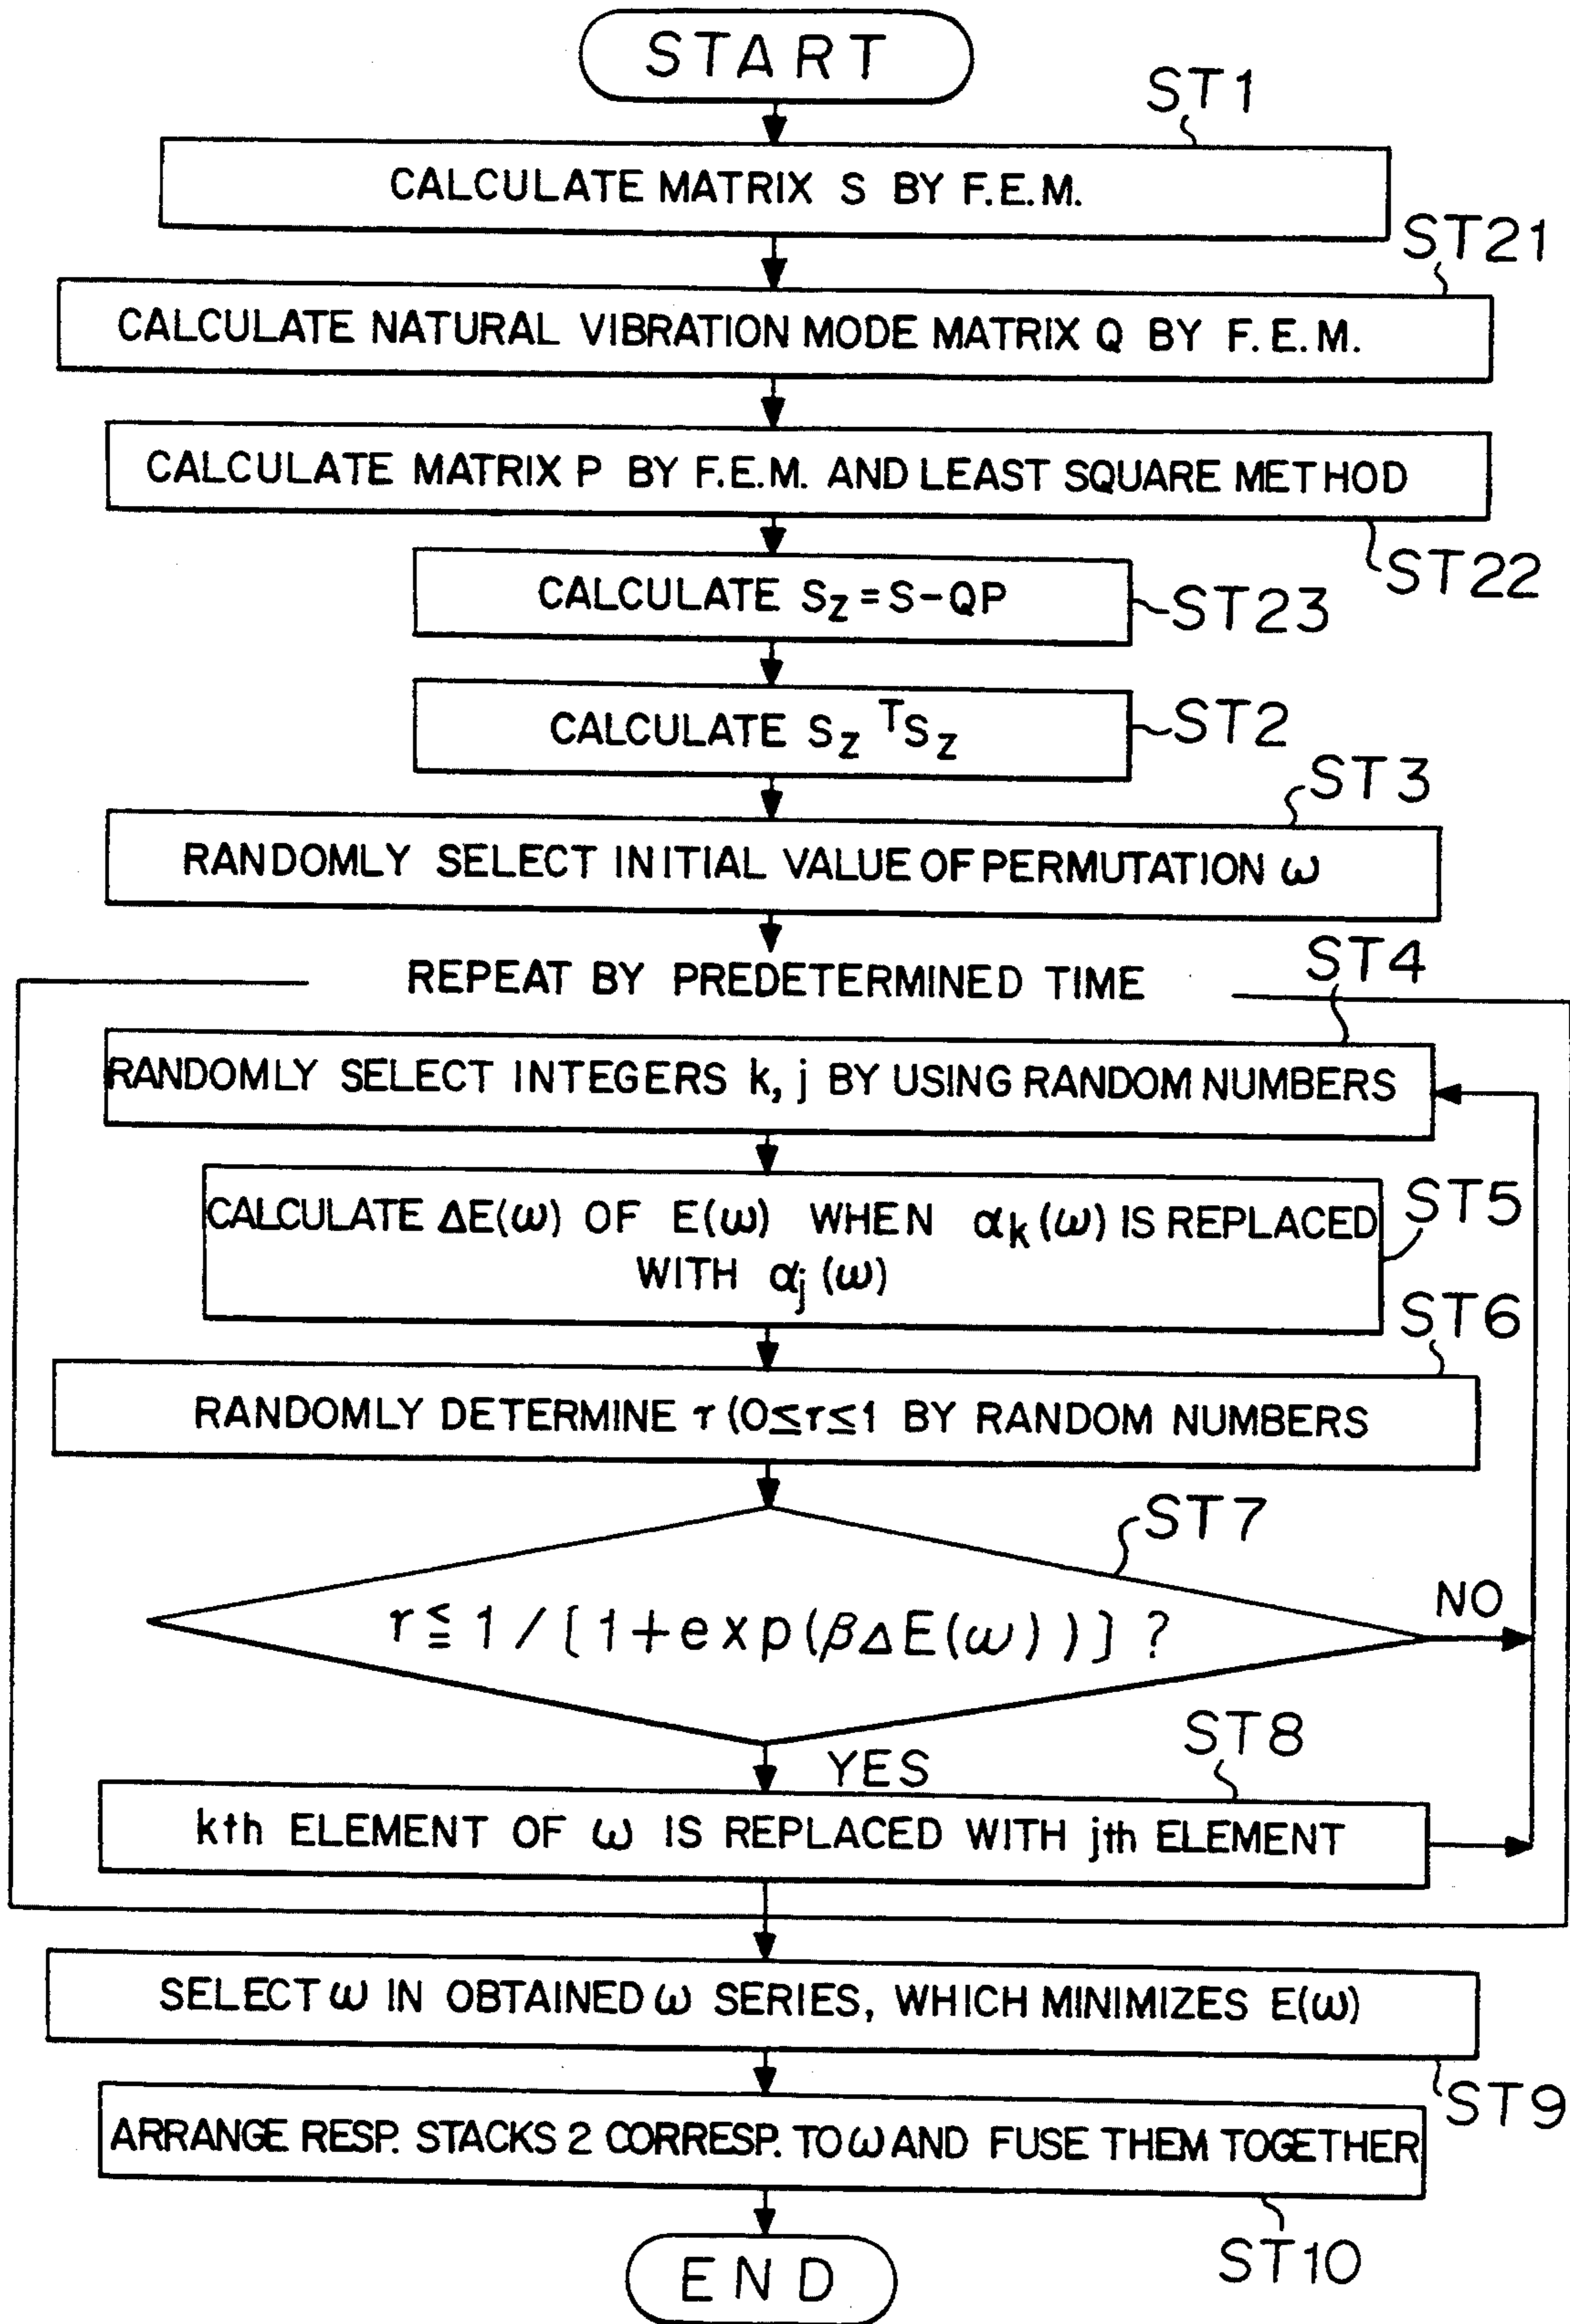 START
ST1
CALCULATE MATRIX S BY F.E.M.
ST21
CALCULATE NATURAL VIBRATION MODE MATRIX Q BY F.E.M.
CALCULATE MATRIX P BY F.E.M. AND LEAST SQUARE METHOD
ST22
CALCULATE Sz=S-QP
ST23
CALCULATE Sz ᵀSz
ST2
ST3
RANDOMLY SELECT INITIAL VALUE OF PERMUTATION ω
REPEAT BY PREDETERMINED TIME
ST4
RANDOMLY SELECT INTEGERS k, j BY USING RANDOM NUMBERS
CALCULATE ΔE(ω) OF E(ω) WHEN αk(ω) IS REPLACED
WITH αj(ω)
ST5
ST6
RANDOMLY DETERMINE r (0≤r≤1 BY RANDOM NUMBERS
ST7
r≦1/[1+exp(βΔE(ω))]?
NO
YES
ST8
kth ELEMENT OF ω IS REPLACED WITH jth ELEMENT
SELECT ω IN OBTAINED ω SERIES, WHICH MINIMIZES E(ω)
ST9
ARRANGE RESP. STACKS 2 CORRESP. TO ω AND FUSE THEM TOGETHER
ST10
END